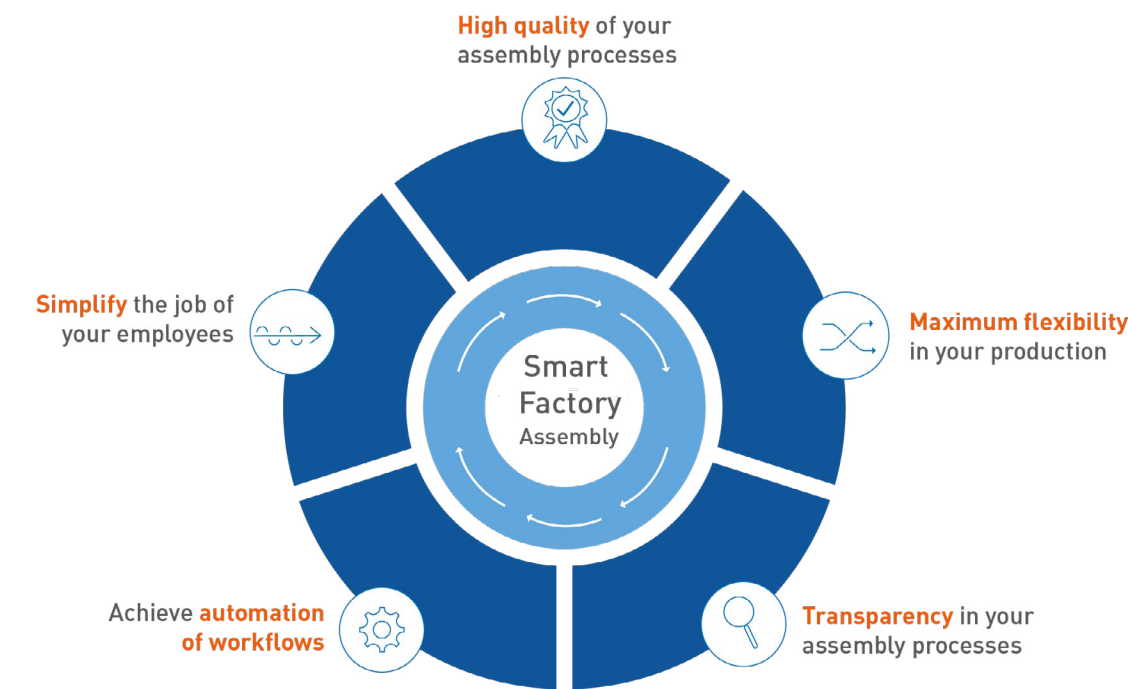 High quality of your
assembly processes
Simplify the job of
your employees
Maximum flexibility
in your production
Smart
Factory
Assembly
Achieve automation
of workflows
Transparency in your
assembly processes